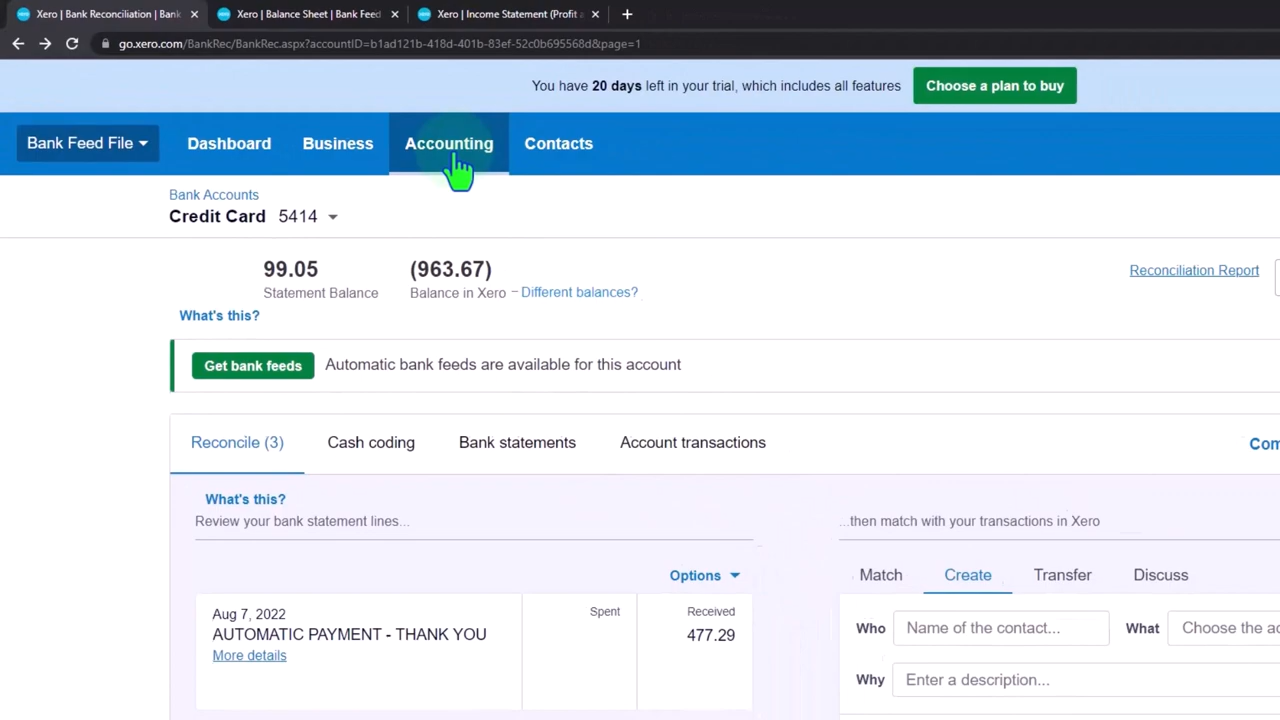 Xero | Bank Reconciliation | Bank
Xero | Balance Sheet | Bank Feed
Xero | Income Statement (Profit a
go.xero.com/BankRec/BankRec.aspx?accountID=b1ad121b-418d-401b-83ef-52c0b695568d&page=1
You have 20 days left in your trial, which includes all features
Choose a plan to buy
Bank Feed File
Dashboard
Business
Accounting
Contacts
Bank Accounts
Credit Card 5414
99.05
(963.67)
Statement Balance
Balance in Xero – Different balances?
Reconciliation Report
What's this?
Get bank feeds
Automatic bank feeds are available for this account
Reconcile (3)
Cash coding
Bank statements
Account transactions
Com
What's this?
Review your bank statement lines...
...then match with your transactions in Xero
Options
Match
Create
Transfer
Discuss
Aug 7, 2022
Spent
Received
AUTOMATIC PAYMENT - THANK YOU
477.29
More details
Who
Name of the contact...
What
Choose the ac
Why
Enter a description...